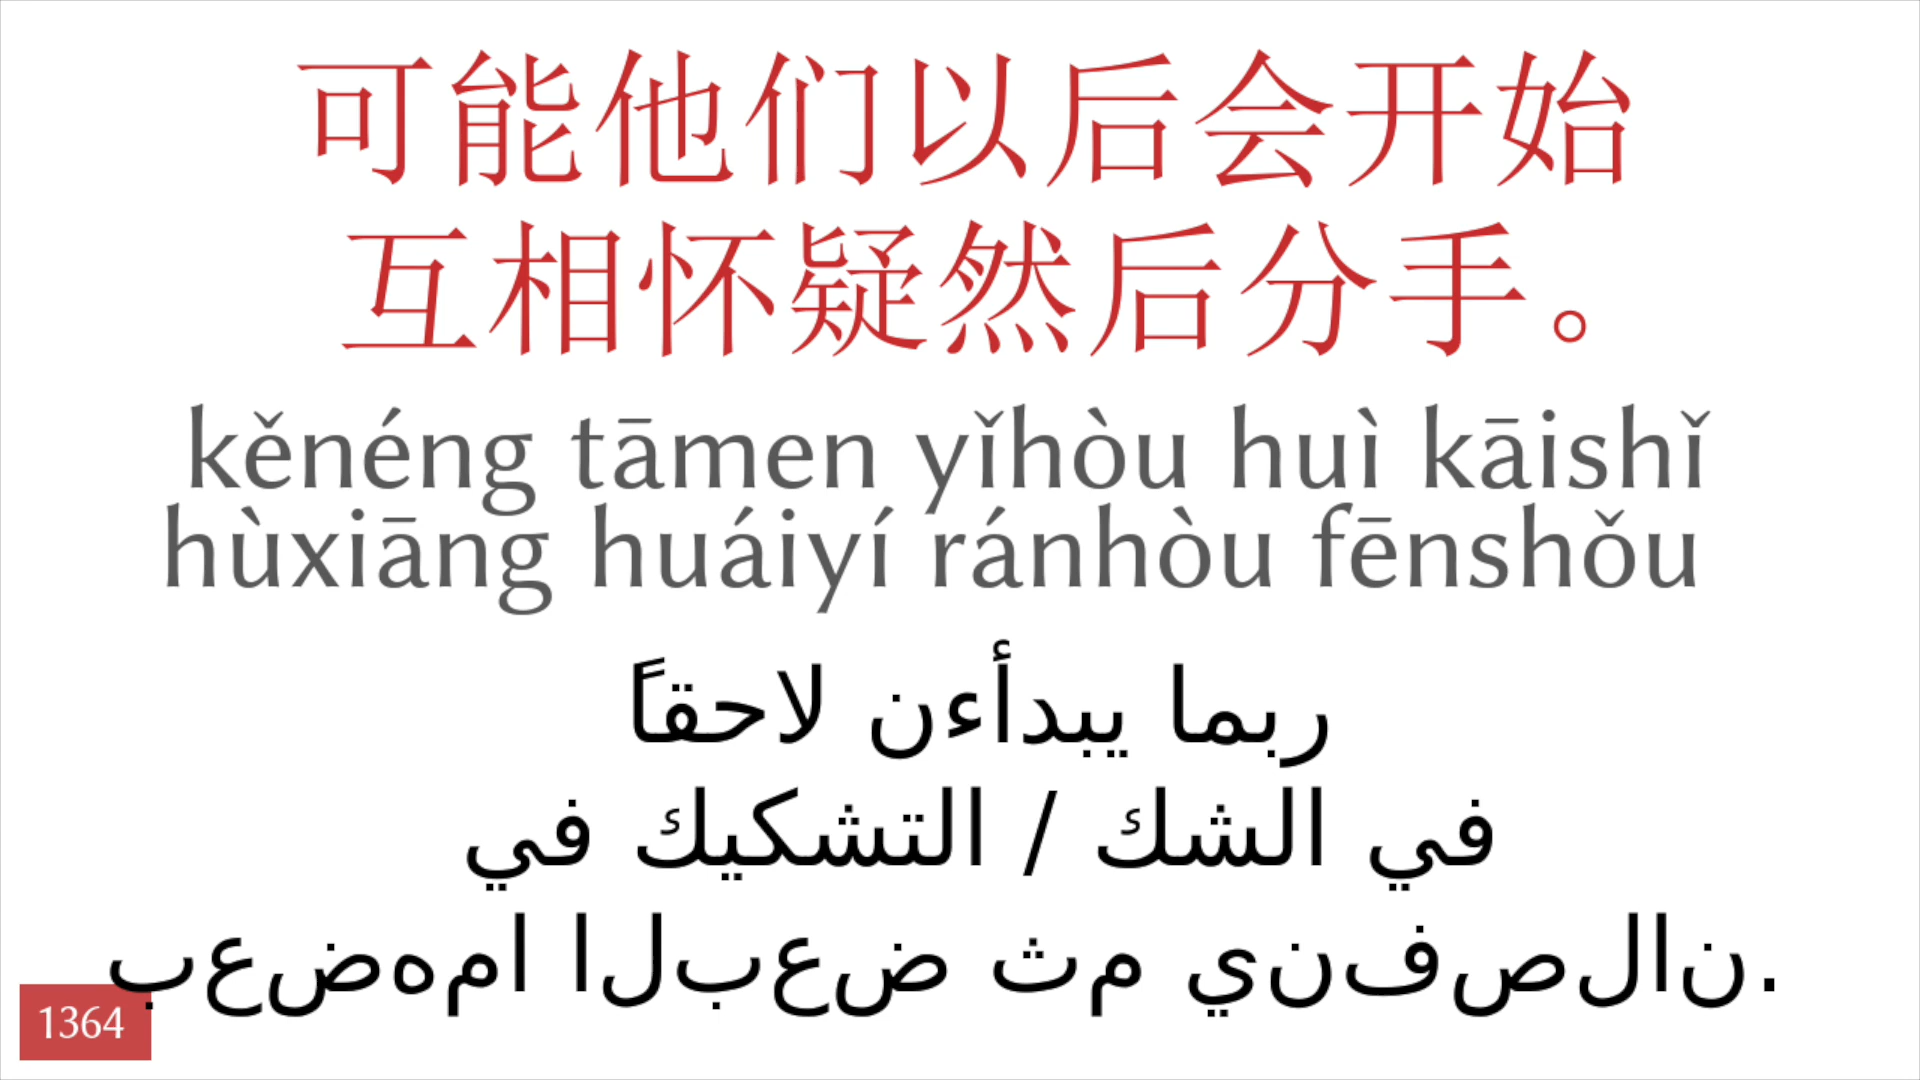 可能他们以后会开始
互相怀疑然后分手。
kěnéng tāmen yǐhòu huì kāishǐ
hùxiāng huáiyí ránhòu fēnshǒu
ربما يبدأءن لاحقاً
في الشك / التشكيك في
بعضهما البعض ثم ينفصلان.
1364